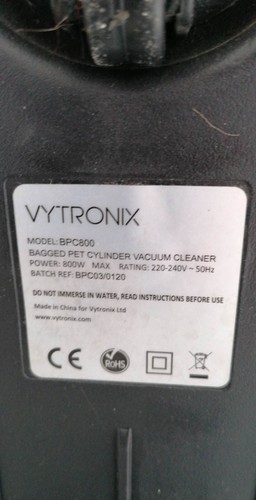 VYTRONIX
MODEL: BPC800
BAGGED PET CYLINDER VACUUM CLEANER
POWER: 800W MAX RATING: 220-240V ~ 50Hz
BATCH REF: BPC03/0120
DO NOT IMMERSE IN WATER, READ INSTRUCTIONS BEFORE USE
Made in China for Vytronix Ltd
www.vytronix.com
CE RoHS